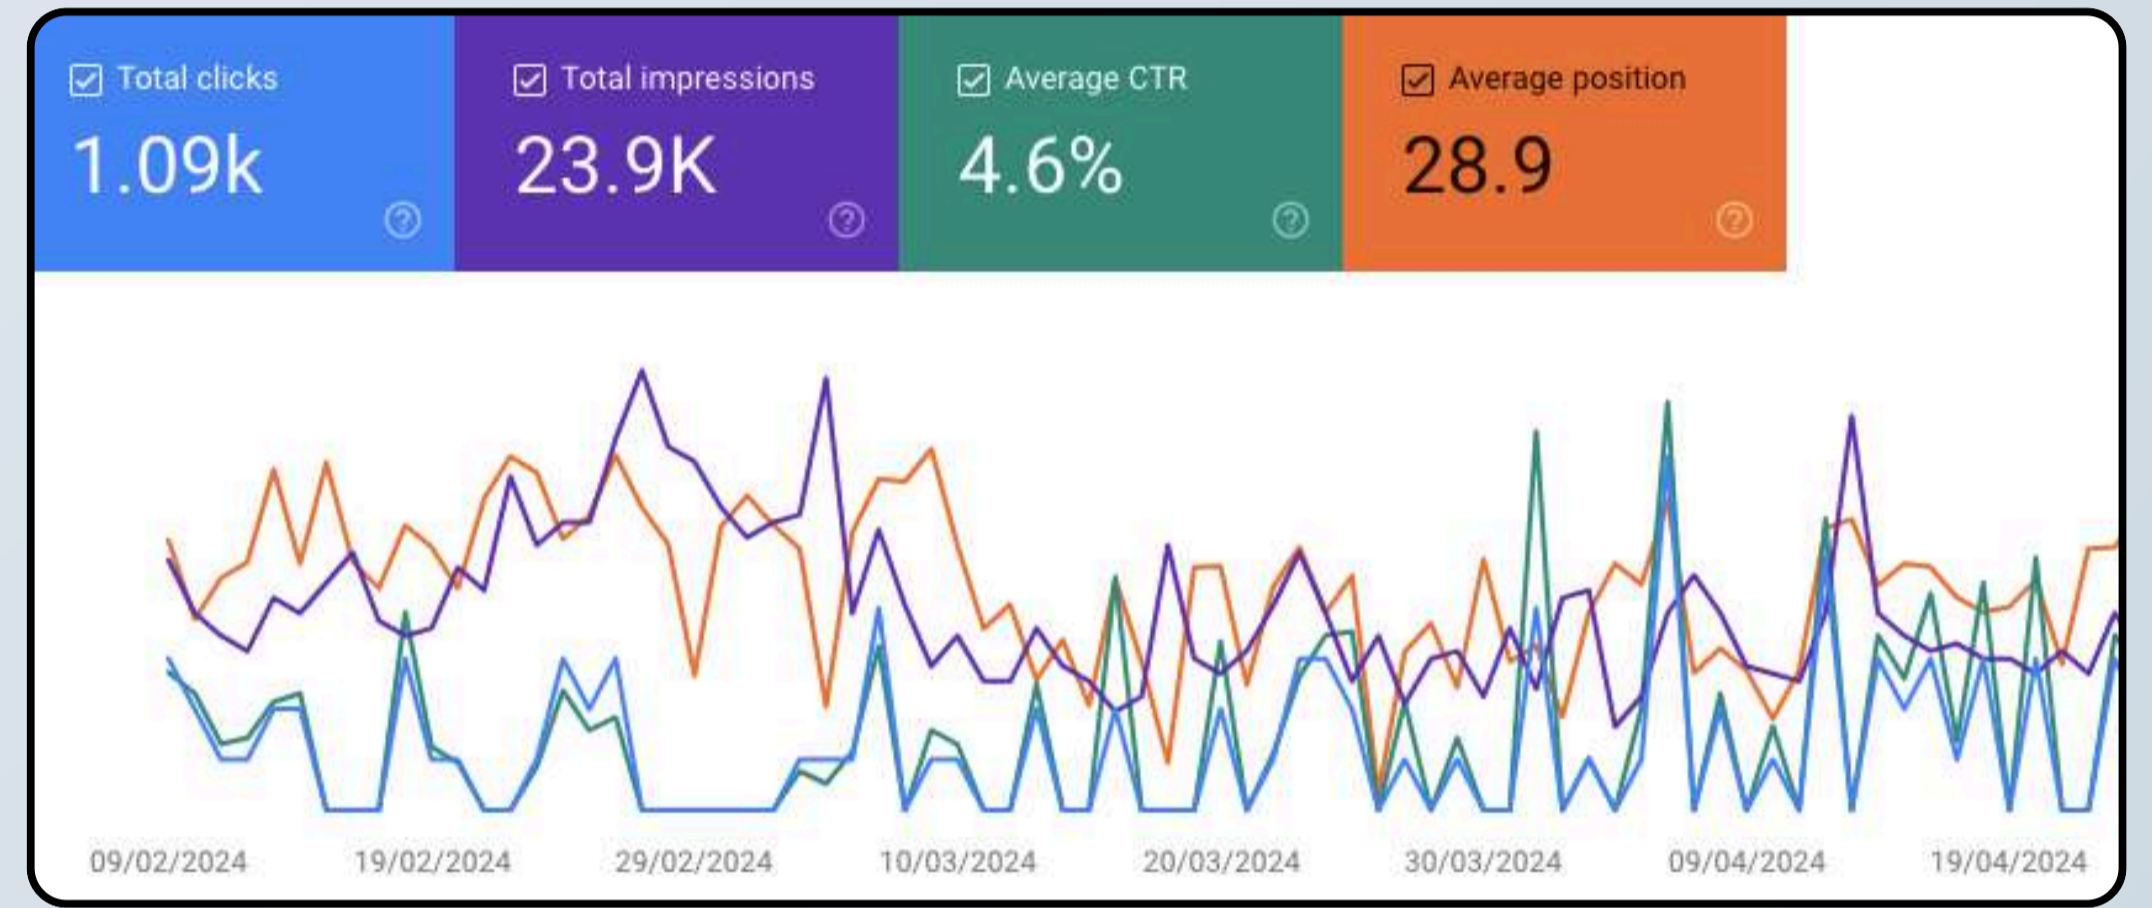 Total clicks Total impressions Average CTR Average position
1.09k 23.9K 4.6% 28.9
09/02/2024 19/02/2024 29/02/2024 10/03/2024 20/03/2024 30/03/2024 09/04/2024 19/04/2024